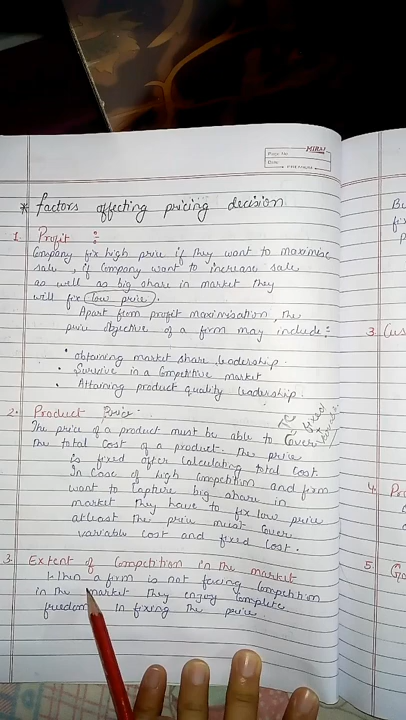 MIRAJ
Page No.
Date
PREMIUM
* factors affecting pricing decision
1. Profit :-
Company fix high price if they want to maximise
sale, if company want to increase sale
as well as big share in market they
will fix low price.
Apart from profit maximisation, the
price objective of a firm may include:
• obtaining market share leadership.
• Survive in a Competitive market
• Attaining product quality leadership.
2. Product Price.
The price of a product must be able to Cover
the total Cost of a product. The price
is fixed after calculating total Cost.
In Case of high Competition and firm
want to Capture big share in
market they have to fix low price
atleast the price must Cover
variable Cost and fixed Cost.
TC
fixed
+
3. Extent of Competition in the market
When a firm is not facing Competition
in the market they enjoy Complete
freedom in fixing the price.
3.
4.
5.